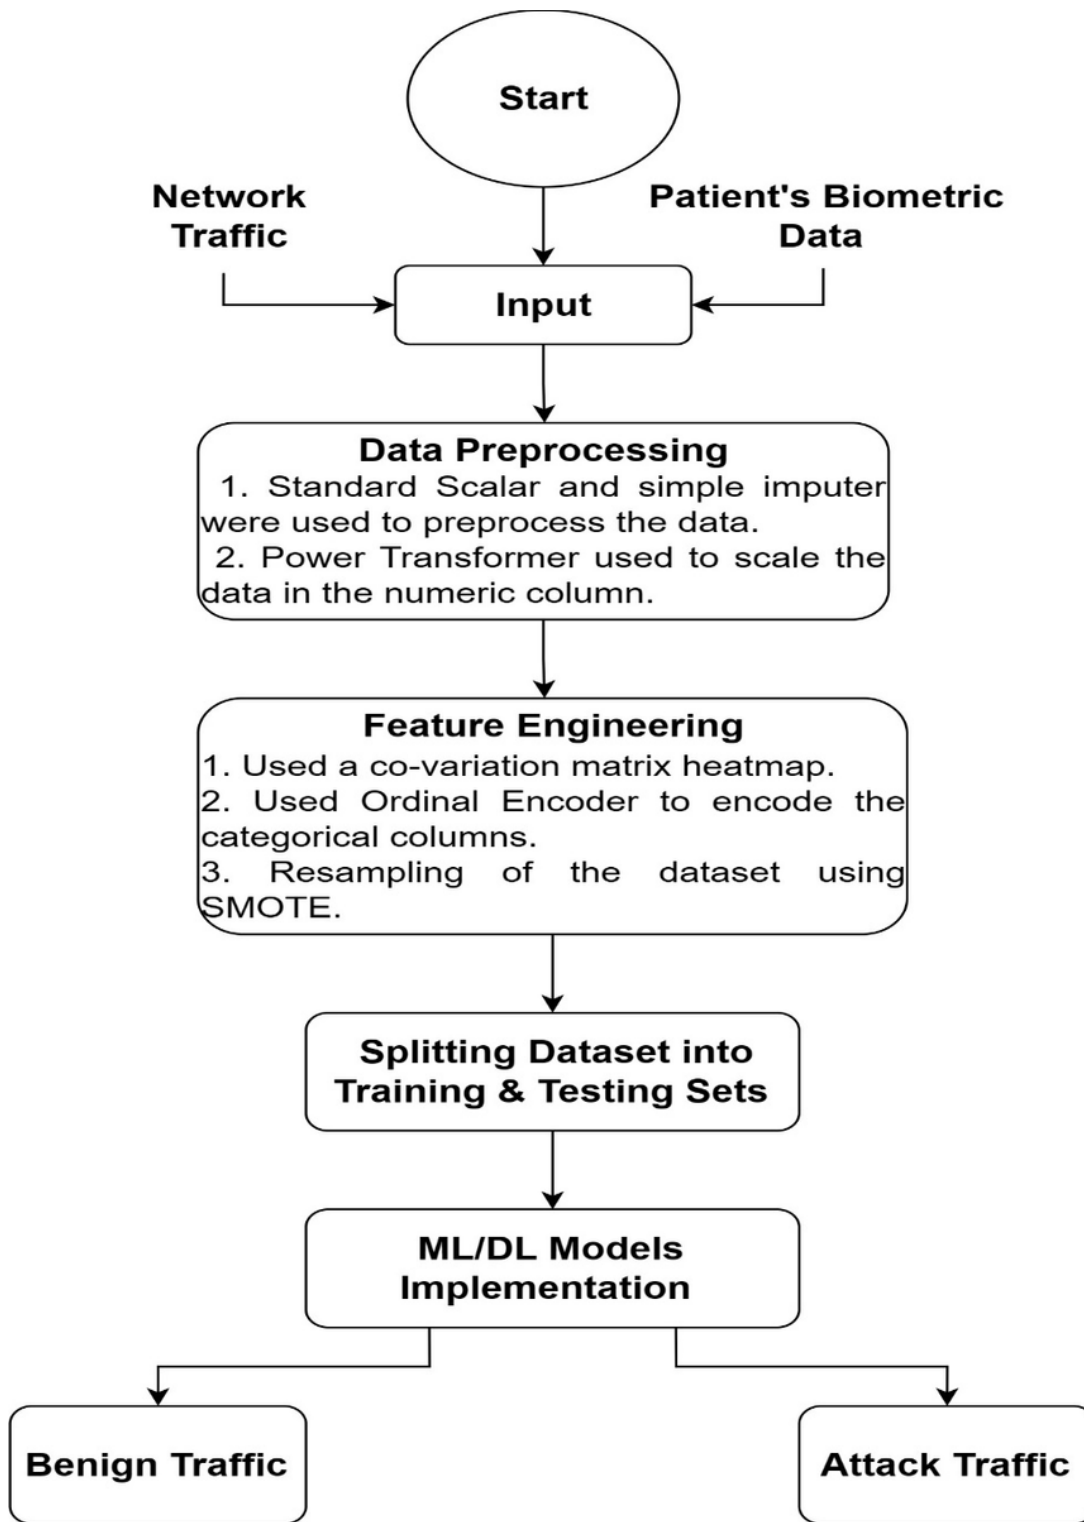 Start
Network
Traffic
Patient's Biometric
Data
Input
Data Preprocessing
1. Standard Scalar and simple imputer
were used to preprocess the data.
2. Power Transformer used to scale the
data in the numeric column.
Feature Engineering
1. Used a co-variation matrix heatmap.
2. Used Ordinal Encoder to encode the
categorical columns.
3. Resampling of the dataset using
SMOTE.
Splitting Dataset into
Training & Testing Sets
ML/DL Models
Implementation
Benign Traffic
Attack Traffic